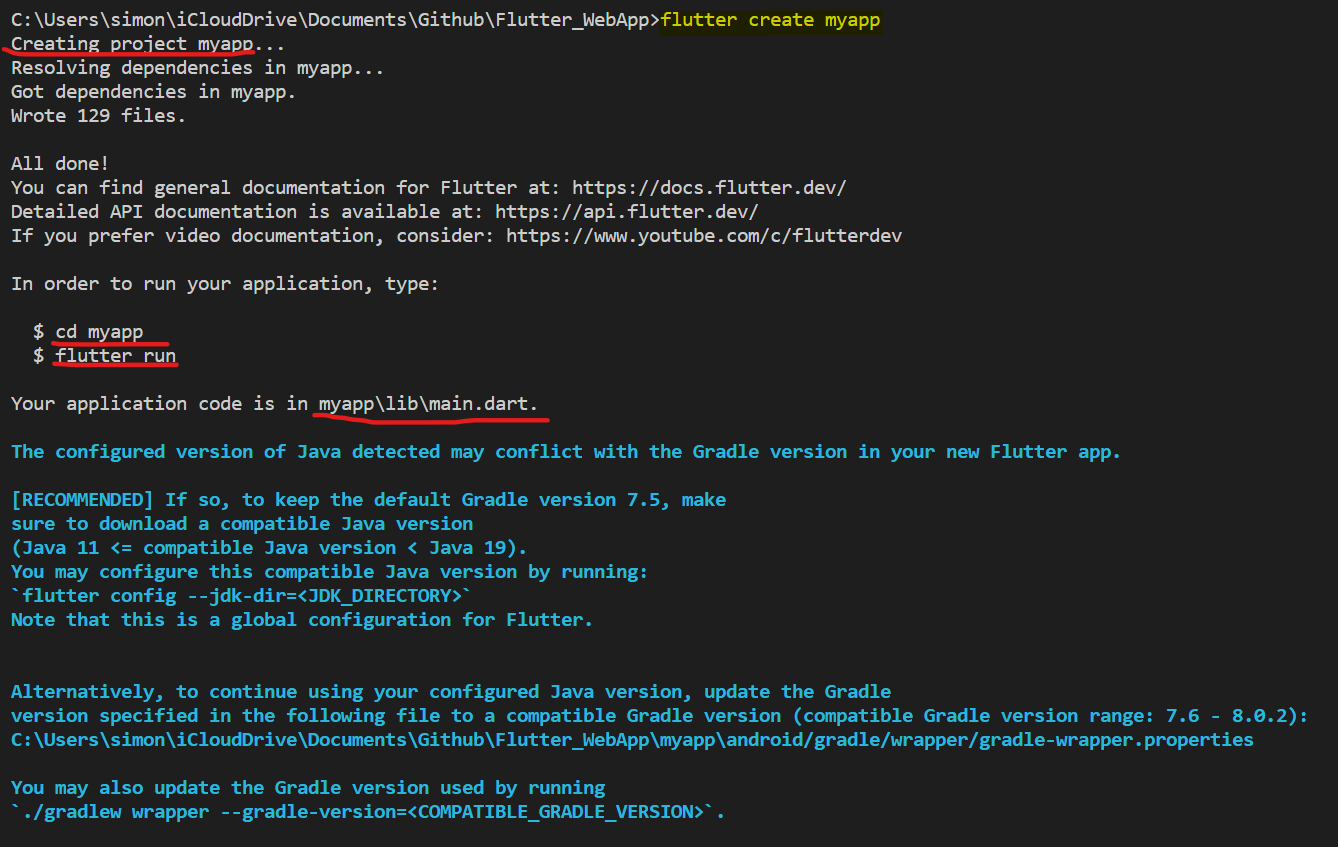 C:\Users\simon\iCloudDrive\Documents\Github\Flutter_WebApp>flutter create myapp
Creating project myapp...
Resolving dependencies in myapp...
Got dependencies in myapp.
Wrote 129 files.
All done!
You can find general documentation for Flutter at: https://docs.flutter.dev/
Detailed API documentation is available at: https://api.flutter.dev/
If you prefer video documentation, consider: https://www.youtube.com/c/flutterdev
In order to run your application, type:
$ cd myapp
$ flutter run
Your application code is in myapp\lib\main.dart.
The configured version of Java detected may conflict with the Gradle version in your new Flutter app.
[RECOMMENDED] If so, to keep the default Gradle version 7.5, make
sure to download a compatible Java version
(Java 11 <= compatible Java version < Java 19).
You may configure this compatible Java version by running:
`flutter config --jdk-dir=<JDK_DIRECTORY>`
Note that this is a global configuration for Flutter.
Alternatively, to continue using your configured Java version, update the Gradle
version specified in the following file to a compatible Gradle version (compatible Gradle version range: 7.6 - 8.0.2):
C:\Users\simon\iCloudDrive\Documents\Github\Flutter_WebApp\myapp\android/gradle/wrapper/gradle-wrapper.properties
You may also update the Gradle version used by running
`./gradlew wrapper --gradle-version=<COMPATIBLE_GRADLE_VERSION>`.